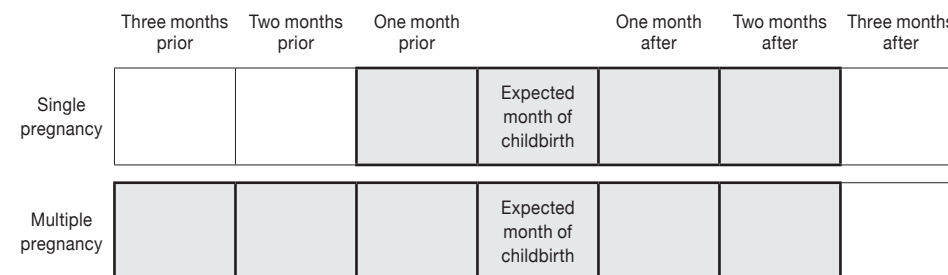 Three months Two months One month One month Two months Three months
prior prior prior after after after
Single
pregnancy
Expected
month of
childbirth
Multiple
pregnancy
Expected
month of
childbirth